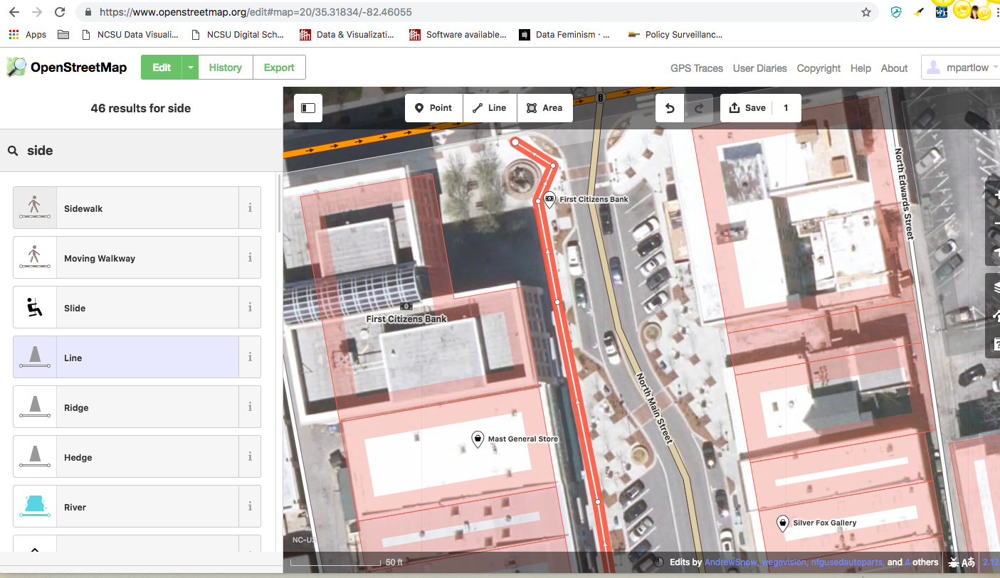 https://www.openstreetmap.org/edit#map=20/35.31834/-82.46055
Apps
NCSU Data Visuali...
NCSU Digital Sch...
Data & Visualizati...
Software available...
Data Feminism · ...
Policy Surveillanc...
OpenStreetMap
Edit
History
Export
GPS Traces
User Diaries
Copyright
Help
About
mpartlow
46 results for side
side
Sidewalk
Moving Walkway
Slide
Line
Ridge
Hedge
River
Point
Line
Area
Save 1
North Edwards Street
First Citizens Bank
First Citizens Bank
North Main Street
Mast General Store
Silver Fox Gallery
NC-US
50 ft
Edits by AndrewSnow, wegavision, nfgusedautoparts, and 4 others
2.12